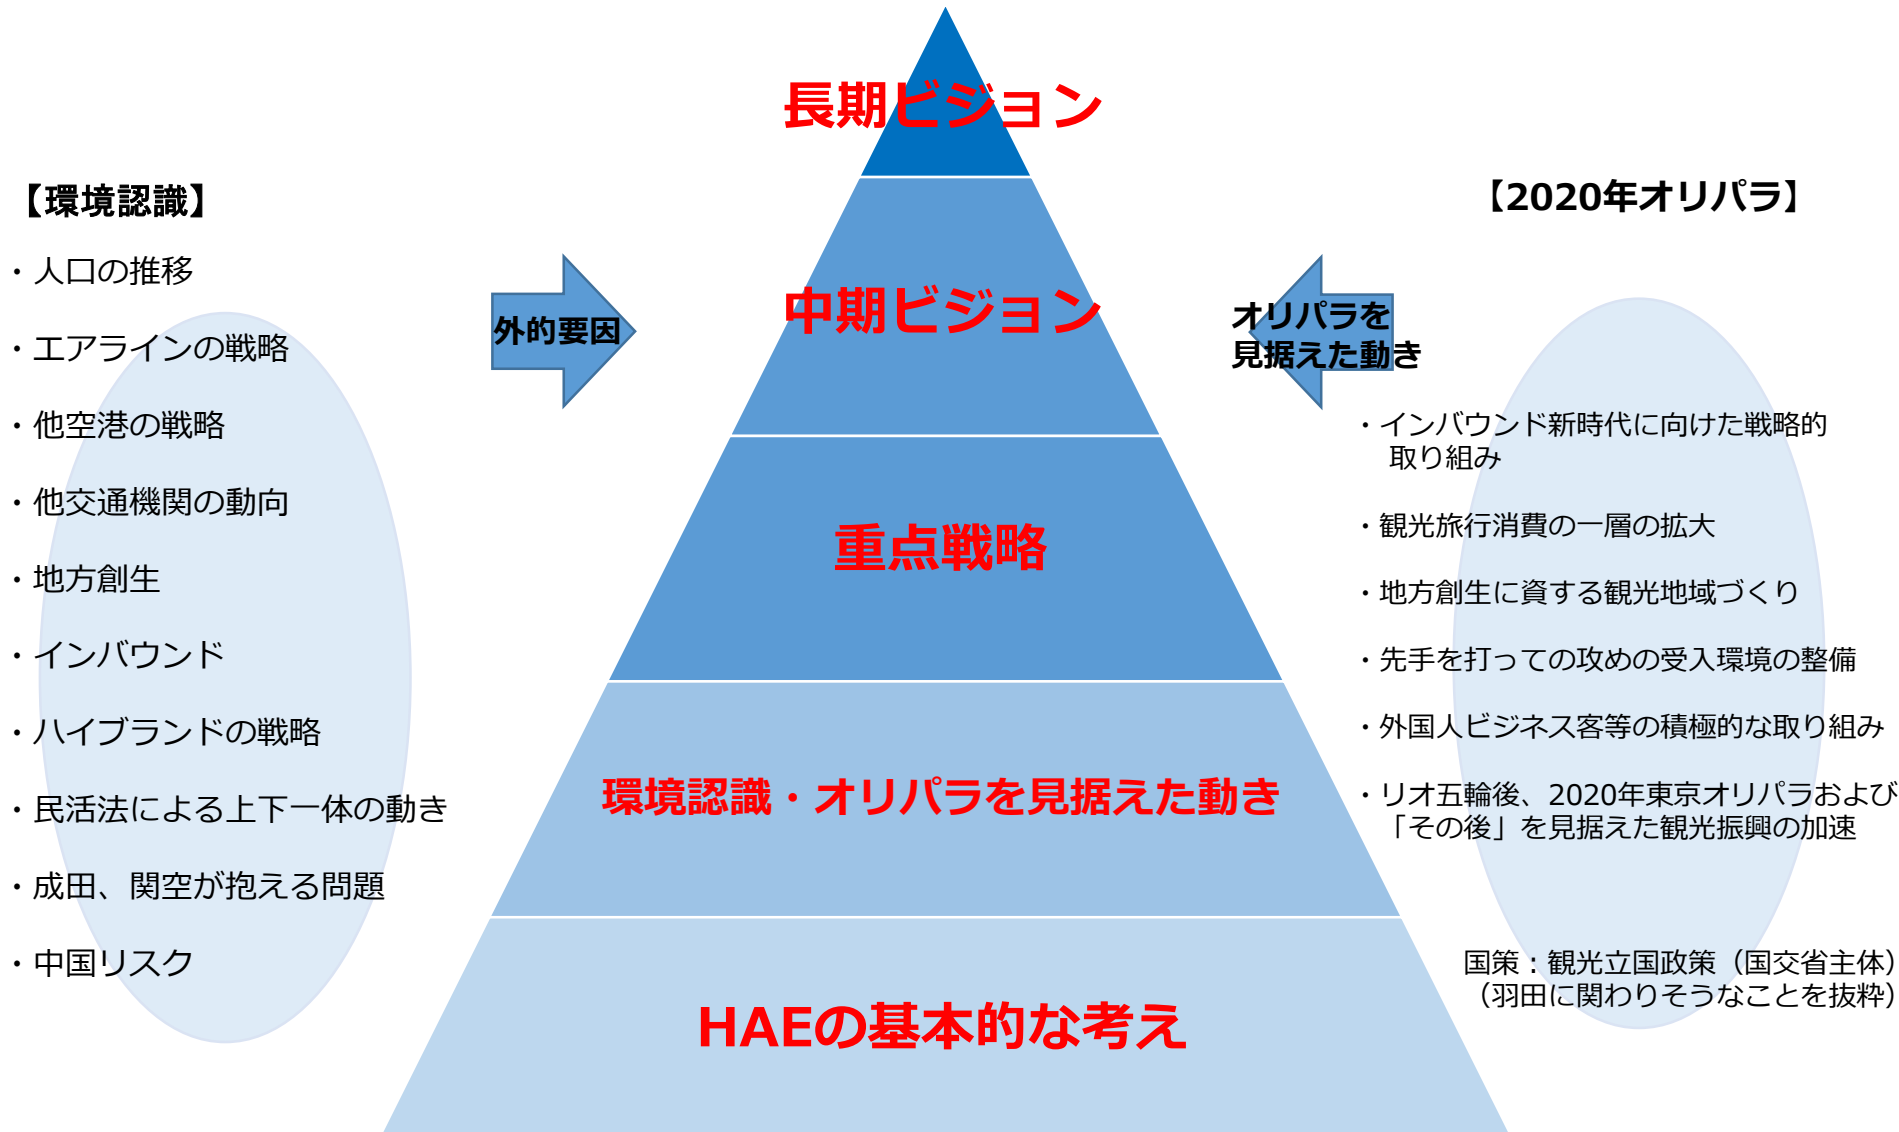 長期ビジョン
中期ビジョン
重点戦略
環境認識・オリパラを見据えた動き
HAEの基本的な考え
【環境認識】
・人口の推移
・エアラインの戦略
・他空港の戦略
・他交通機関の動向
・地方創生
・インバウンド
・ハイブランドの戦略
・民活法による上下一体の動き
・成田、関空が抱える問題
・中国リスク
外的要因
【2020年オリパラ】
オリパラを
見据えた動き
・インバウンド新時代に向けた戦略的
取り組み
・観光旅行消費の一層の拡大
・地方創生に資する観光地域づくり
・先手を打っての攻めの受入環境の整備
・外国人ビジネス客等の積極的な取り組み
・リオ五輪後、2020年東京オリパラおよび
「その後」を見据えた観光振興の加速
国策：観光立国政策（国交省主体）
（羽田に関わりそうなことを抜粋）